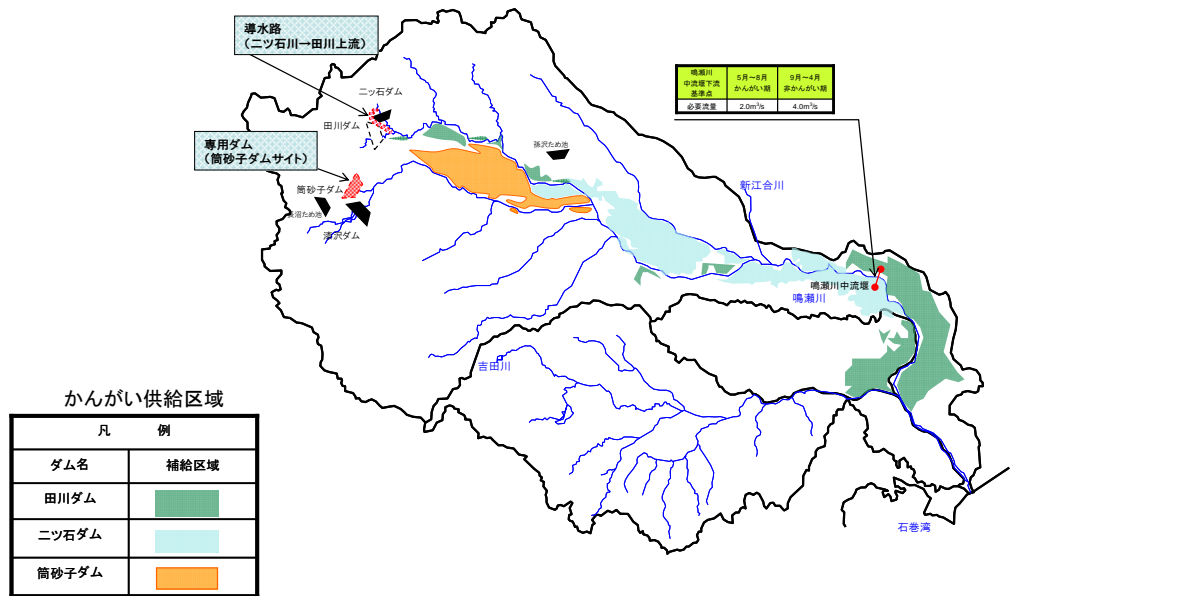 導水路
(二ツ石川→田川上流)
二ツ石ダム
田川ダム
専用ダム
(筒砂子ダムサイト)
筒砂子ダム
長沼ため池
漆沢ダム
孫沢ため池
新江合川
鳴瀬川
中流堰下流
基準点
5月~8月
かんがい期
9月~4月
非かんがい期
必要流量
2.0m³/s
4.0m³/s
鳴瀬川中流堰
鳴瀬川
吉田川
石巻湾
かんがい供給区域
凡 例
ダム名 補給区域
田川ダム
二ツ石ダム
筒砂子ダム